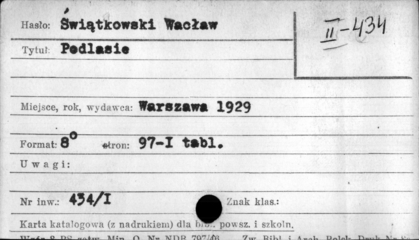 Hasło: Świątkowski Wacław
II-434
Tytuł: Podlasie
Miejsce, rok, wydawca: Warszawa 1929
Format: 8° stron: 97-I tabl.
Uwagi:
Nr inw.: 434/I Znak klas.:
Karta katalogowa (z nadrukiem) dla powsz. i szkoln.